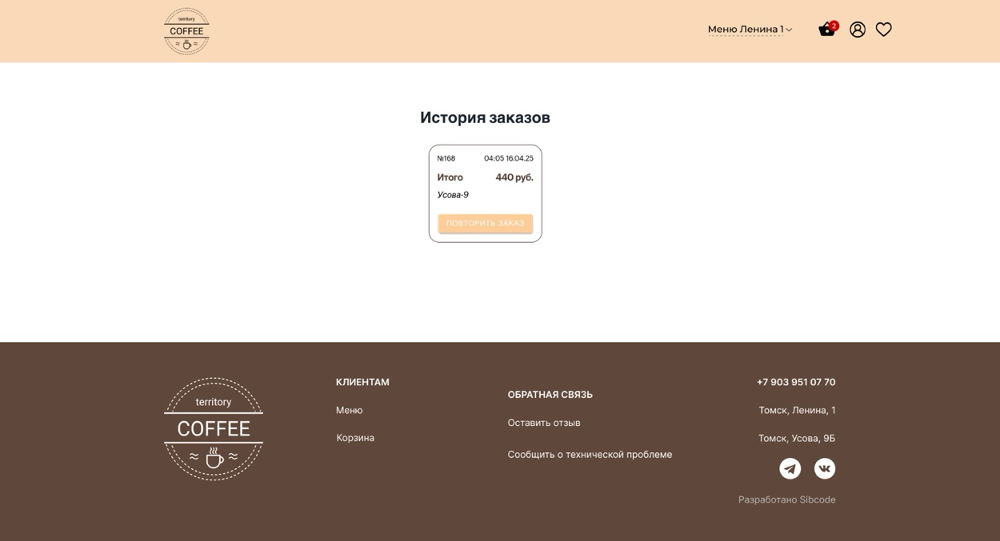 territory
COFFEE
Меню Ленина 1
2
История заказов
№168 04:05 16.04.25
Итого 440 руб.
Усова-9
ПОВТОРИТЬ ЗАКАЗ
territory
COFFEE
КЛИЕНТАМ
Меню
Корзина
ОБРАТНАЯ СВЯЗЬ
Оставить отзыв
Сообщить о технической проблеме
+7 903 951 07 70
Томск, Ленина, 1
Томск, Усова, 9Б
Разработано Sibcode